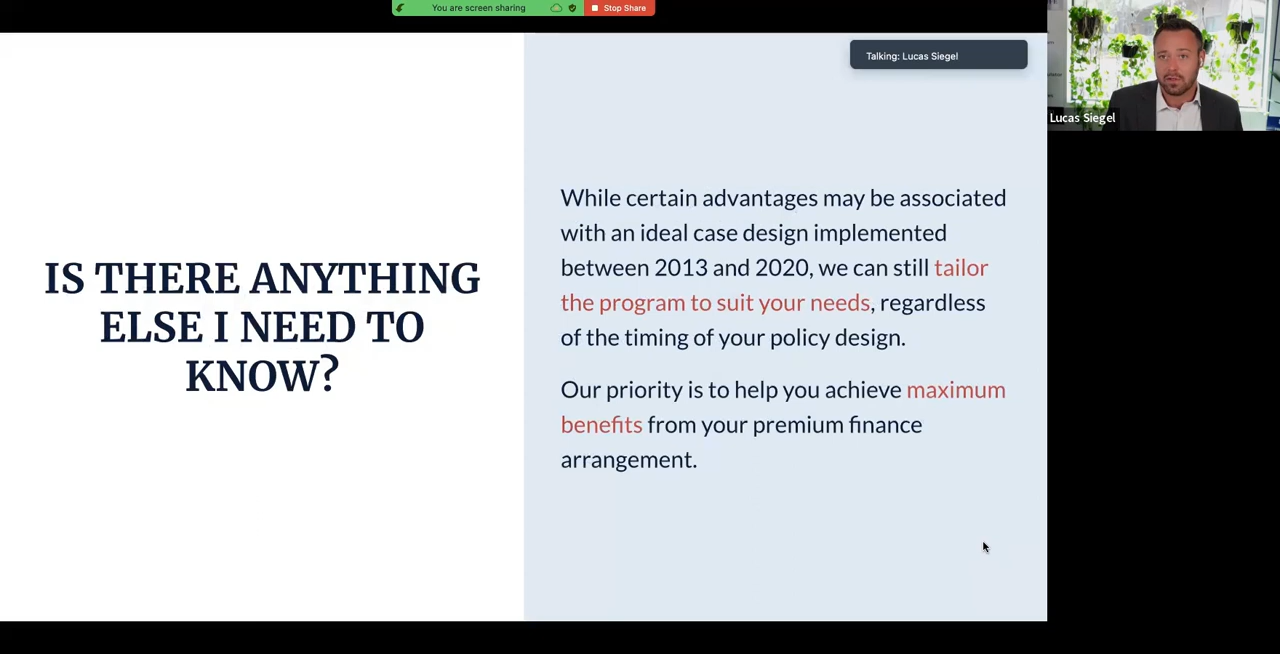 You are screen sharing
Stop Share
Talking: Lucas Siegel
Lucas Siegel
IS THERE ANYTHING
ELSE I NEED TO
KNOW?
While certain advantages may be associated
with an ideal case design implemented
between 2013 and 2020, we can still tailor
the program to suit your needs, regardless
of the timing of your policy design.
Our priority is to help you achieve maximum
benefits from your premium finance
arrangement.